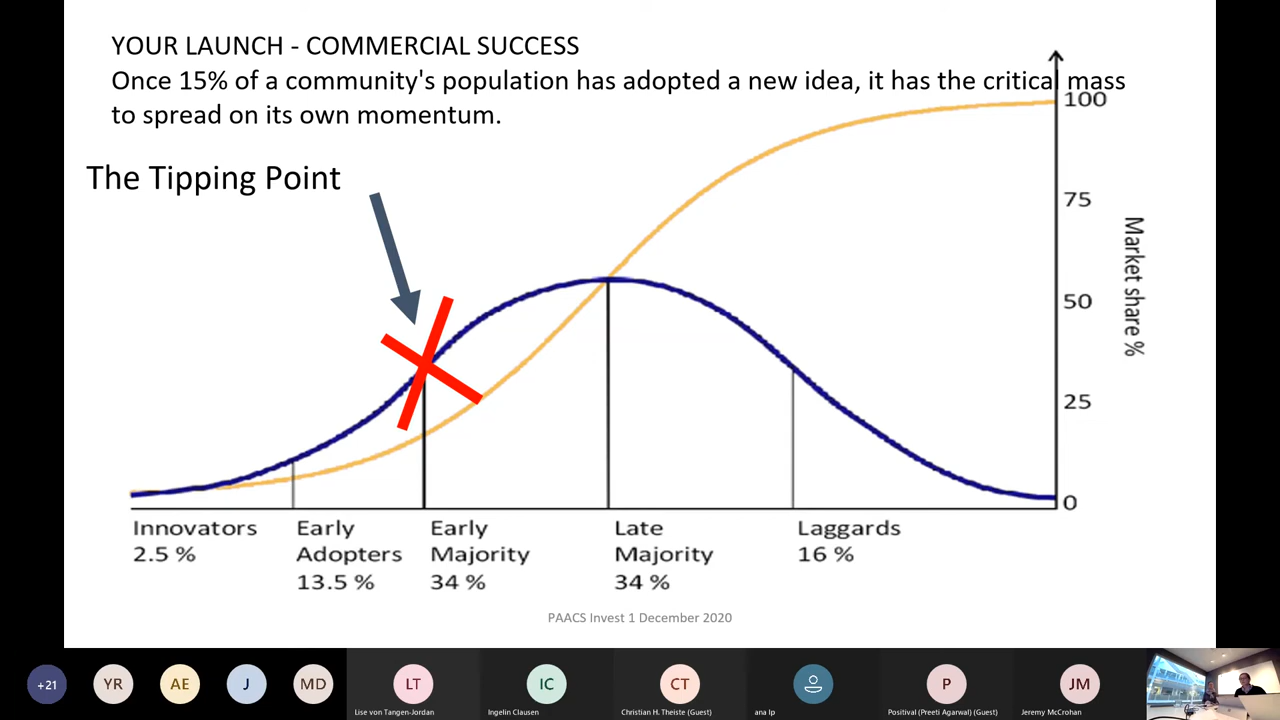 YOUR LAUNCH - COMMERCIAL SUCCESS
Once 15% of a community's population has adopted a new idea, it has the critical mass
to spread on its own momentum.
The Tipping Point
100
75
50
25
0
Market share %
Innovators
2.5 %
Early
Adopters
13.5 %
Early
Majority
34 %
Late
Majority
34 %
Laggards
16 %
PAACS Invest 1 December 2020
+21
YR
AE
J
MD
LT
Lise von Tangen-Jordan
IC
Ingelin Clausen
CT
Christian H. Theiste (Guest)
ana Ip
P
Positival (Preeti Agarwal) (Guest)
JM
Jeremy McCrohan